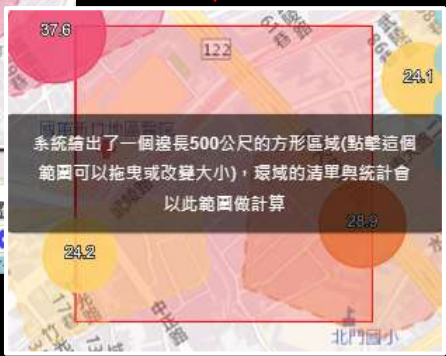 37.6
122
24.1
系統繪出了一個邊長500公尺的方形區域(點擊這個
範圍可以拖曳或改變大小)，環域的清單與統計會
以此範圍做計算
28.9
24.2
北門國小